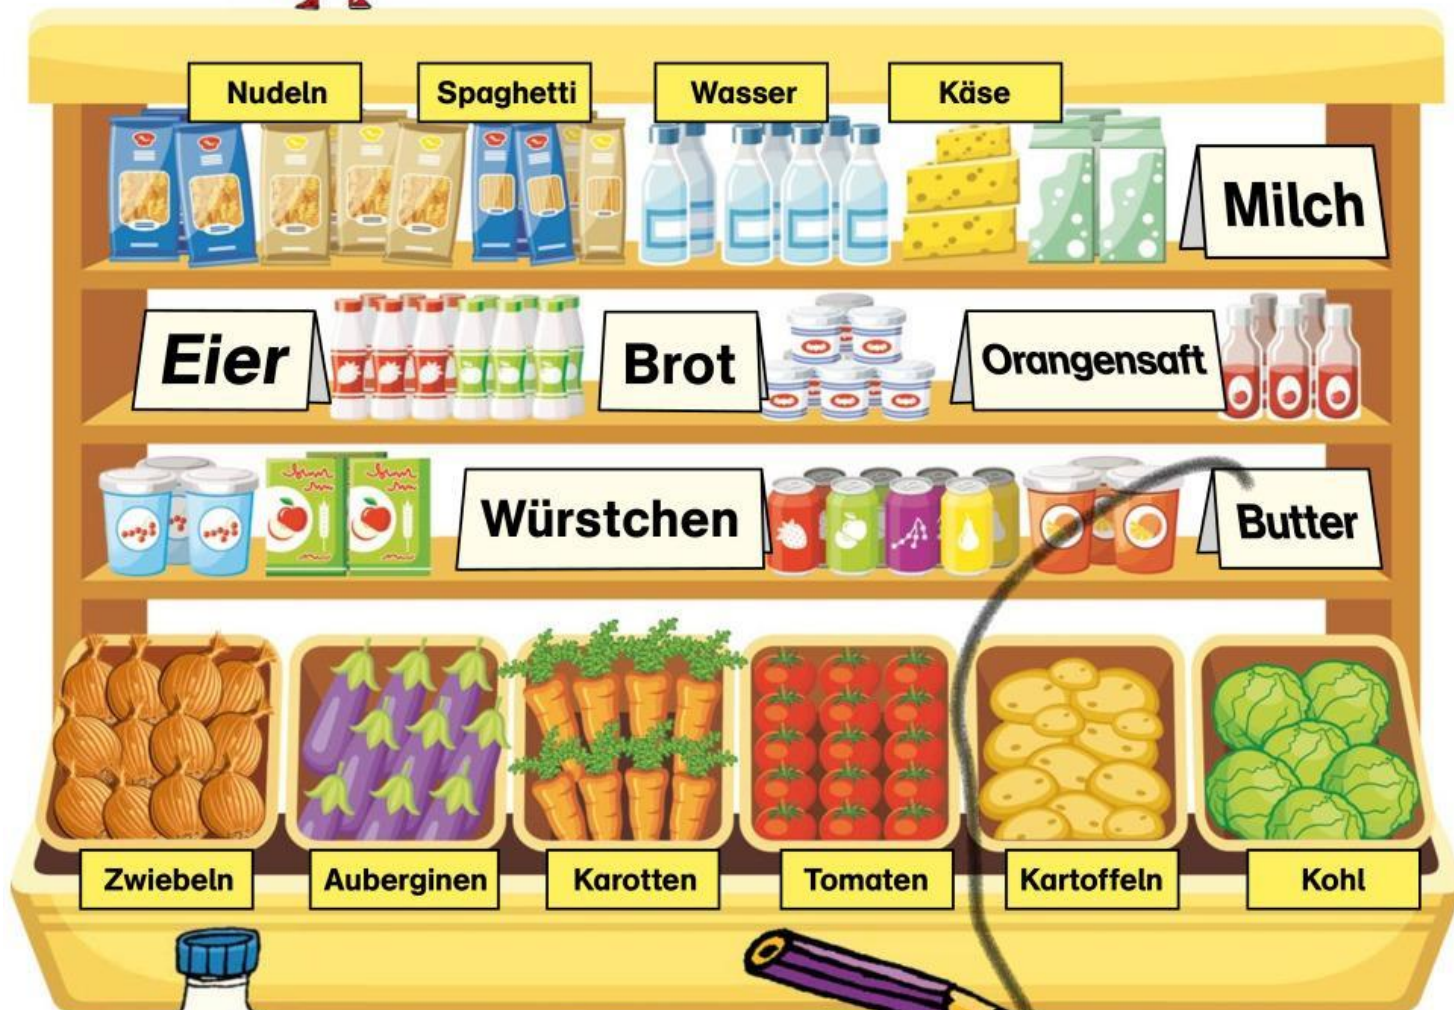 Nudeln
Spaghetti
Wasser
Käse
Milch
Eier
Brot
Orangensaft
Würstchen
Butter
Zwiebeln
Auberginen
Karotten
Tomaten
Kartoffeln
Kohl